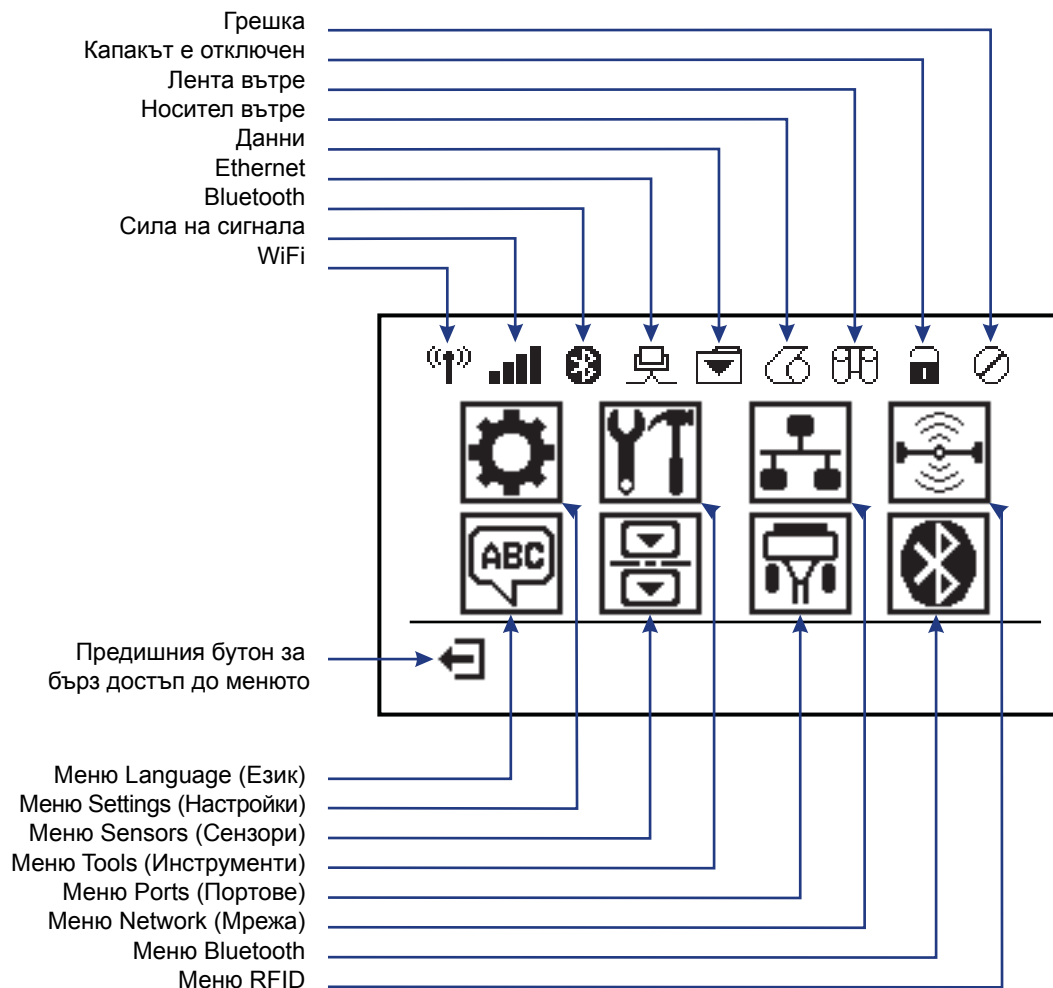 Грешка
Капакът е отключен
Лента вътре
Носител вътре
Данни
Ethernet
Bluetooth
Сила на сигнала
WiFi
ABC
Предишния бутон за
бърз достъп до менюто
Меню Language (Език)
Меню Settings (Настройки)
Меню Sensors (Сензори)
Меню Tools (Инструменти)
Меню Ports (Портове)
Меню Network (Мрежа)
Меню Bluetooth
Меню RFID